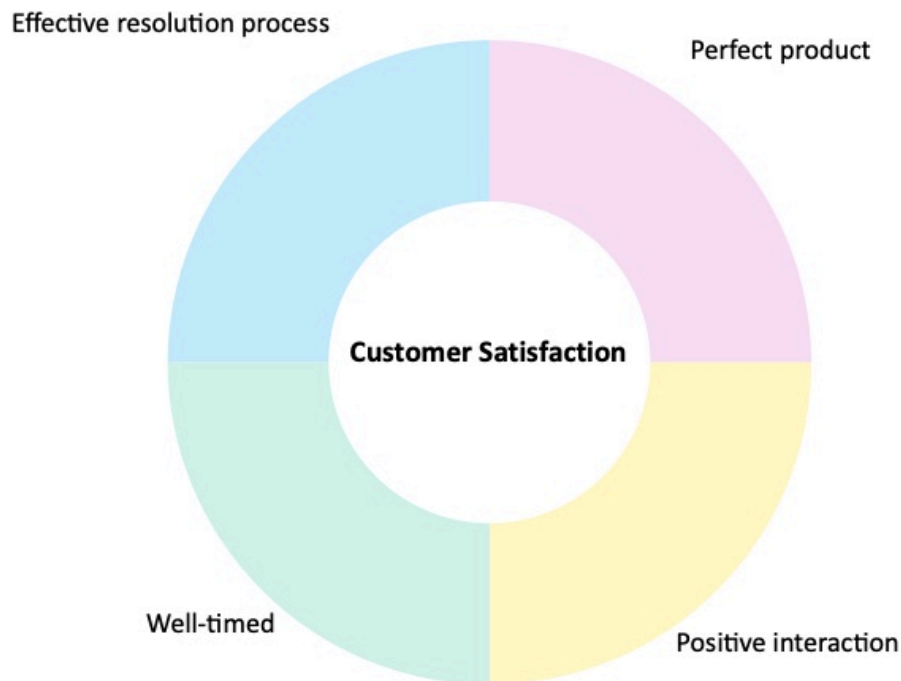 Effective resolution process
Perfect product
Customer Satisfaction
Well-timed
Positive interaction